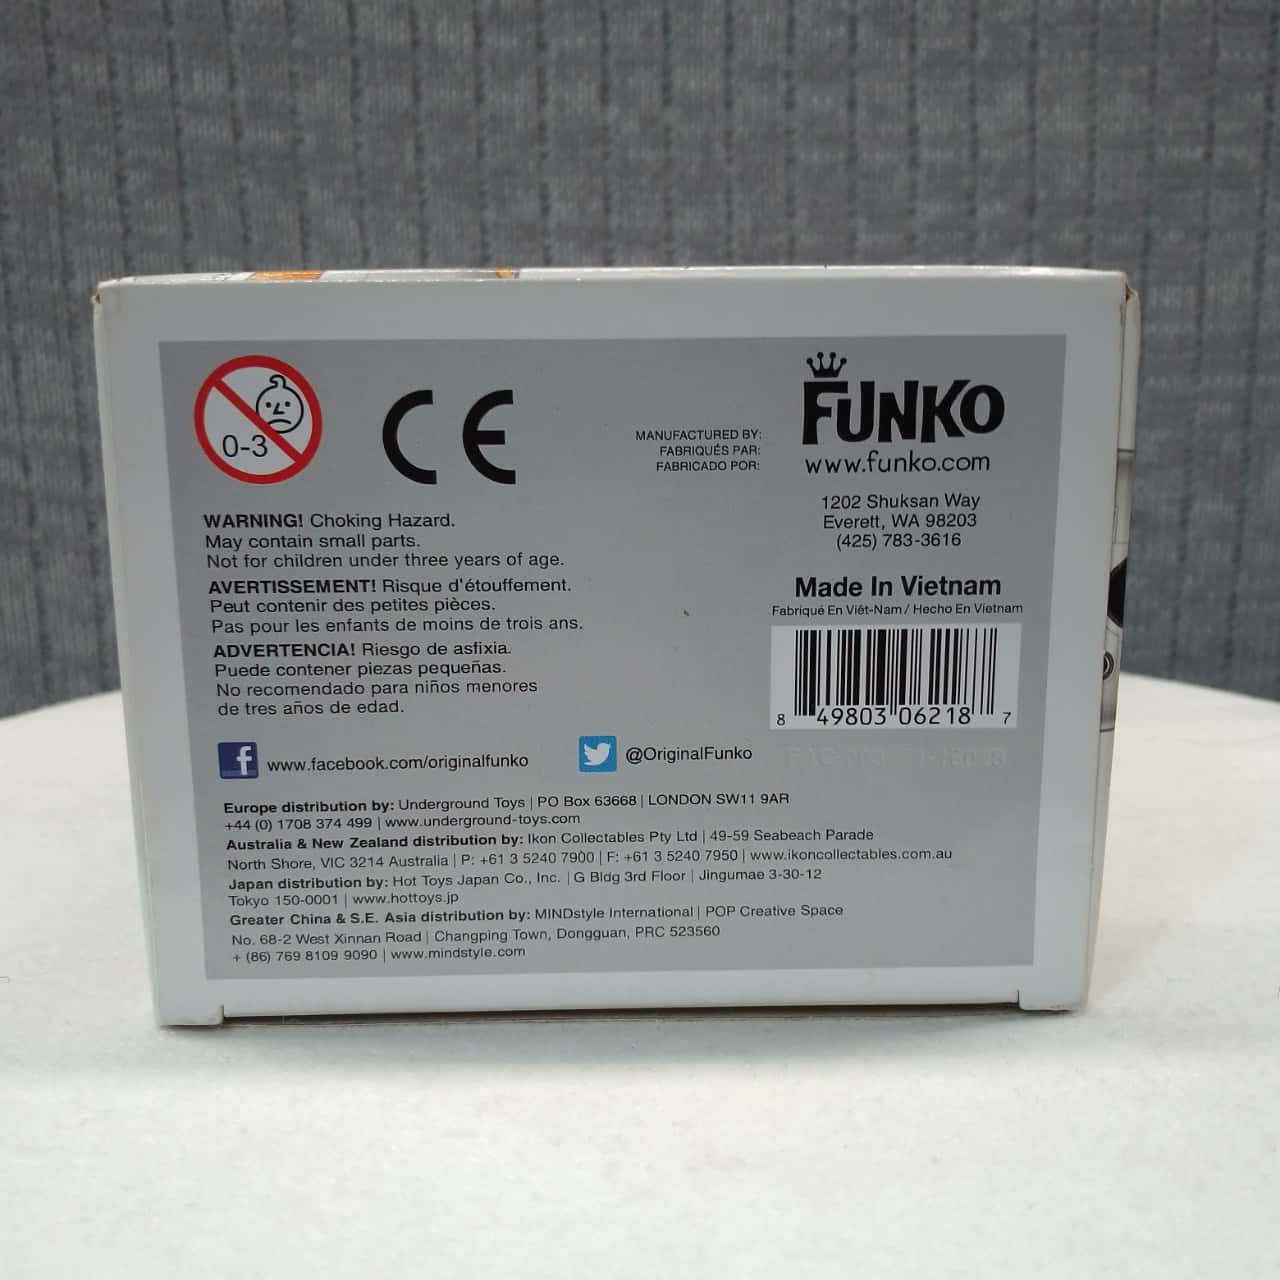 0-3
CE
MANUFACTURED BY:
FABRIQUÉS PAR:
FABRICADO POR:
FUNKO
www.funko.com
1202 Shuksan Way
Everett, WA 98203
(425) 783-3616
WARNING! Choking Hazard.
May contain small parts.
Not for children under three years of age.
AVERTISSEMENT! Risque d'étouffement.
Peut contenir des petites pièces.
Pas pour les enfants de moins de trois ans.
ADVERTENCIA! Riesgo de asfixia.
Puede contener piezas pequeñas.
No recomendado para niños menores
de tres años de edad.
Made In Vietnam
Fabriqué En Viêt-Nam / Hecho En Vietnam
8 49803 06218 7
f www.facebook.com/originalfunko
@OriginalFunko
Europe distribution by: Underground Toys | PO Box 63668 | LONDON SW11 9AR
+44 (0) 1708 374 499 | www.underground-toys.com
Australia & New Zealand distribution by: Ikon Collectables Pty Ltd | 49-59 Seabeach Parade
North Shore, VIC 3214 Australia | P: +61 3 5240 7900 | F: +61 3 5240 7950 | www.ikoncollectables.com.au
Japan distribution by: Hot Toys Japan Co., Inc. | G Bldg 3rd Floor | Jingumae 3-30-12
Tokyo 150-0001 | www.hottoys.jp
Greater China & S.E. Asia distribution by: MINDstyle International | POP Creative Space
No. 68-2 West Xinnan Road | Changping Town, Dongguan, PRC 523560
+ (86) 769 8109 9090 | www.mindstyle.com